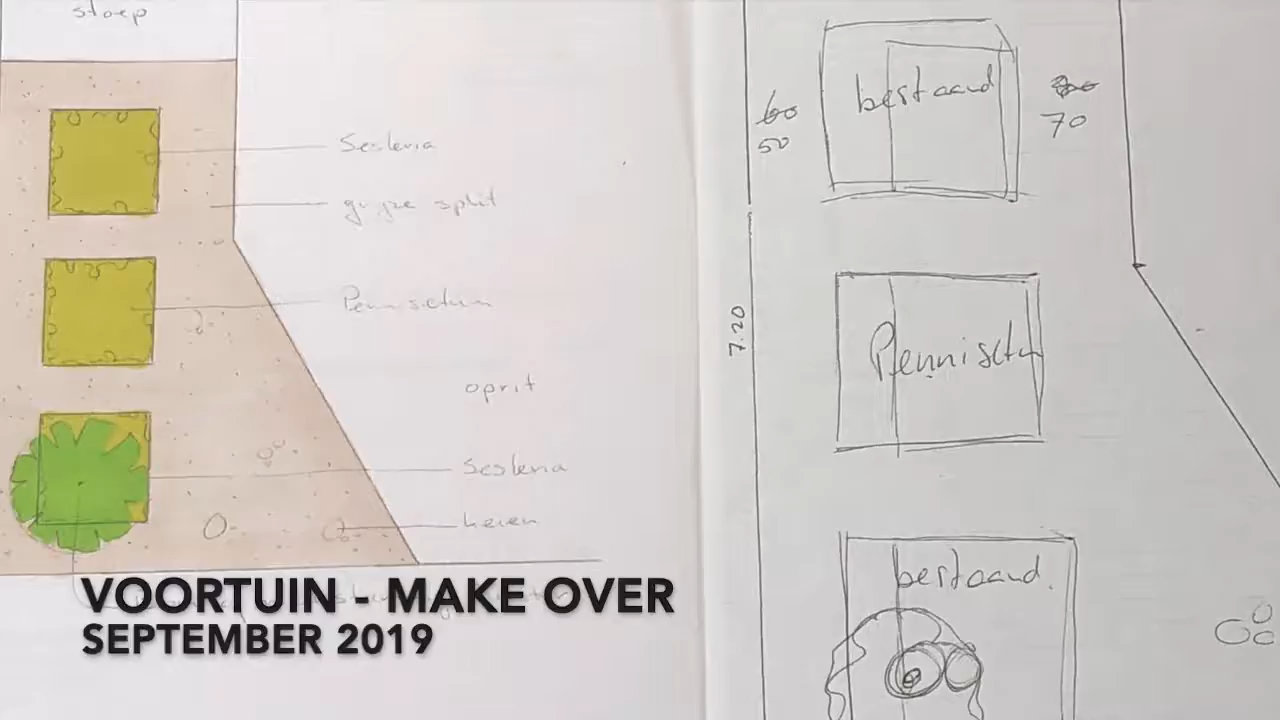 stoep
Sesleria
grijze split
Pennisetum
oprit
Sesleria
keien
VOORTUIN - MAKE OVER
SEPTEMBER 2019
bestaand
60
50
70
7.20
Pennisetum
bestaand.